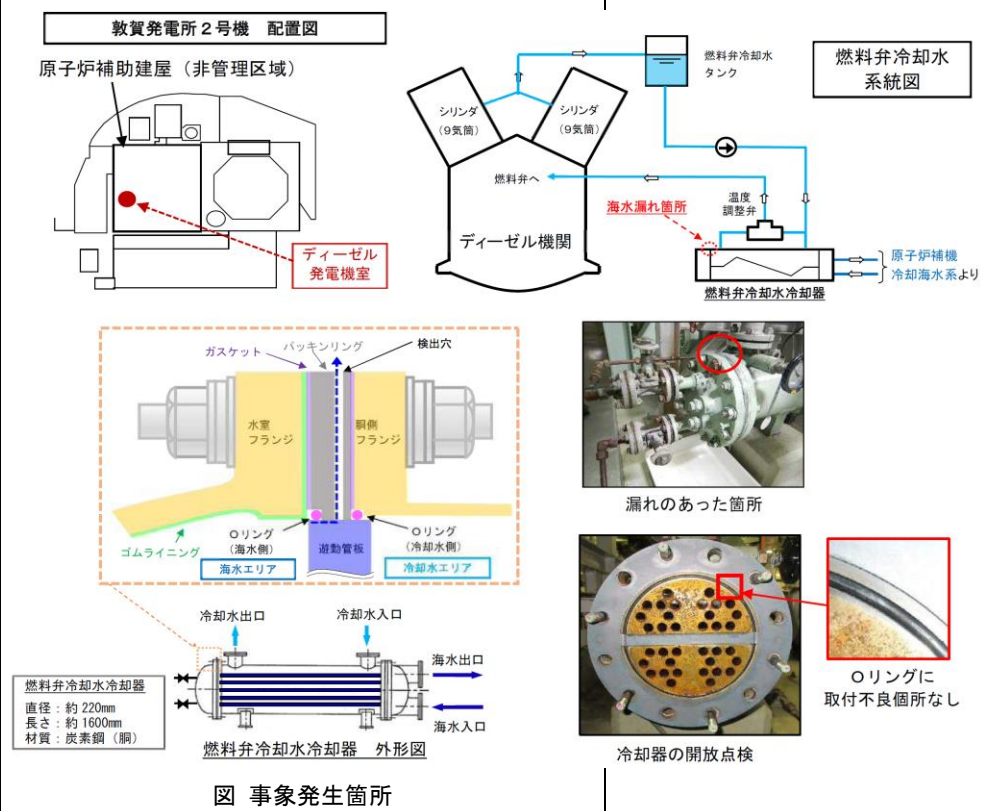 敦賀発電所2号機　配置図
原子炉補助建屋（非管理区域）
ディーゼル
発電機室
燃料弁冷却水
系統図
燃料弁冷却水
タンク
シリンダ
（9気筒）
シリンダ
（9気筒）
燃料弁へ
ディーゼル機関
海水漏れ箇所
温度
調整弁
原子炉補機
冷却海水系より
燃料弁冷却水冷却器
ガスケット
パッキンリング
検出穴
水室
フランジ
胴側
フランジ
ゴムライニング
Oリング
（海水側）
海水エリア
遊動管板
Oリング
（冷却水側）
冷却水エリア
漏れのあった箇所
冷却水出口
冷却水入口
海水出口
海水入口
燃料弁冷却水冷却器
直径：約220mm
長さ：約1600mm
材質：炭素鋼（胴）
燃料弁冷却水冷却器　外形図
Oリングに
取付不良個所なし
冷却器の開放点検
図 事象発生箇所